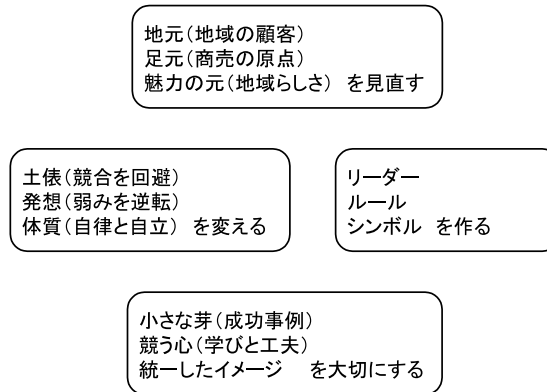 地元（地域の顧客）
足元（商売の原点）
魅力の元（地域らしさ）　を見直す
土俵（競合を回避）
発想（弱みを逆転）
体質（自律と自立）　を変える
リーダー
ルール
シンボル　を作る
小さな芽（成功事例）
競う心（学びと工夫）
統一したイメージ　を大切にする